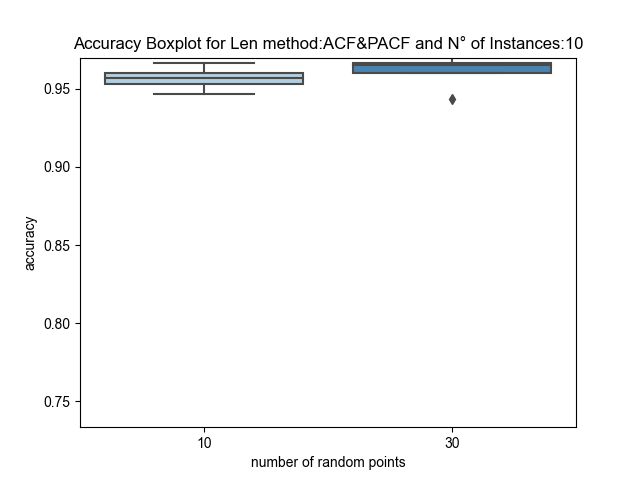 Accuracy Boxplot for Len method:ACF&PACF and N° of Instances:10
0.95
0.90
0.85
0.80
0.75
accuracy
10 30
number of random points